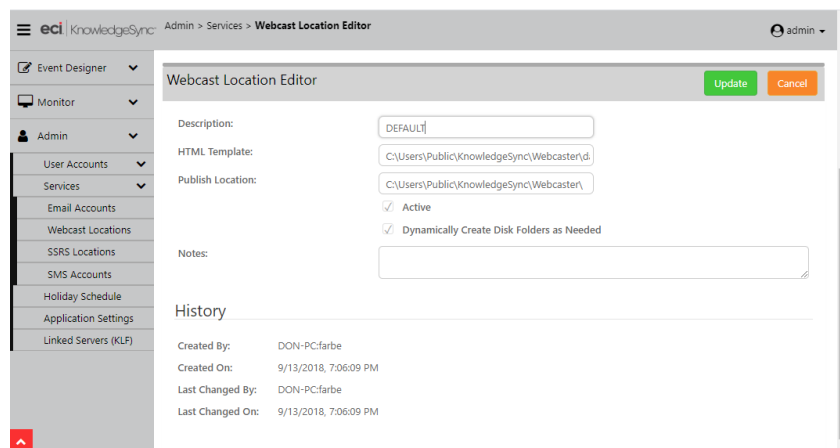 eci KnowledgeSync Admin > Services > Webcast Location Editor admin
Event Designer
Monitor
Admin
User Accounts
Services
Email Accounts
Webcast Locations
SSRS Locations
SMS Accounts
Holiday Schedule
Application Settings
Linked Servers (KLF)
Webcast Location Editor
Update Cancel
Description: DEFAULT
HTML Template: C:\Users\Public\KnowledgeSync\Webcaster\d
Publish Location: C:\Users\Public\KnowledgeSync\Webcaster\
Active
Dynamically Create Disk Folders as Needed
Notes:
History
Created By: DON-PC:farbe
Created On: 9/13/2018, 7:06:09 PM
Last Changed By: DON-PC:farbe
Last Changed On: 9/13/2018, 7:06:09 PM